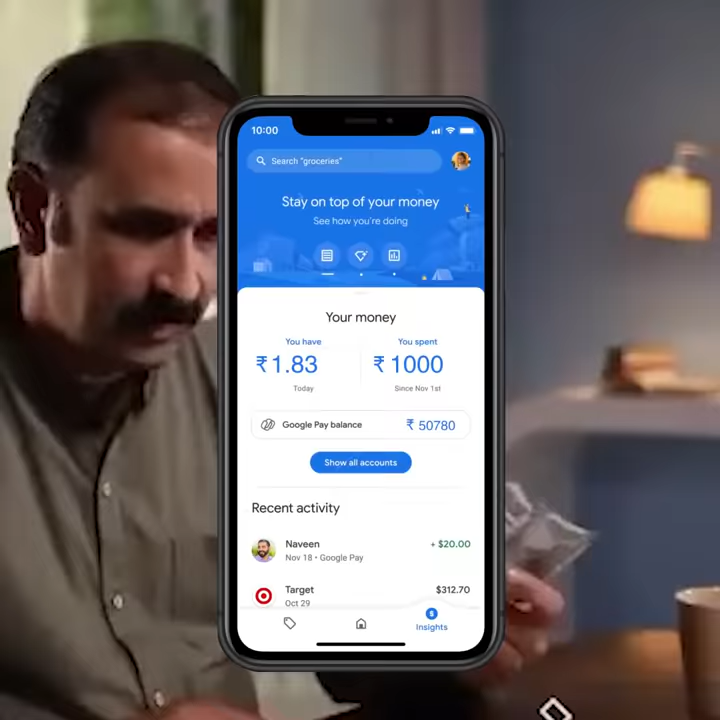 10:00
Search "groceries"
Stay on top of your money
See how you're doing
Your money
You have
You spent
₹1.83
₹1000
Today
Since Nov 1st
Google Pay balance
₹ 50780
Show all accounts
Recent activity
Naveen
+ $20.00
Nov 18 • Google Pay
Target
$312.70
Oct 29
$
Insights